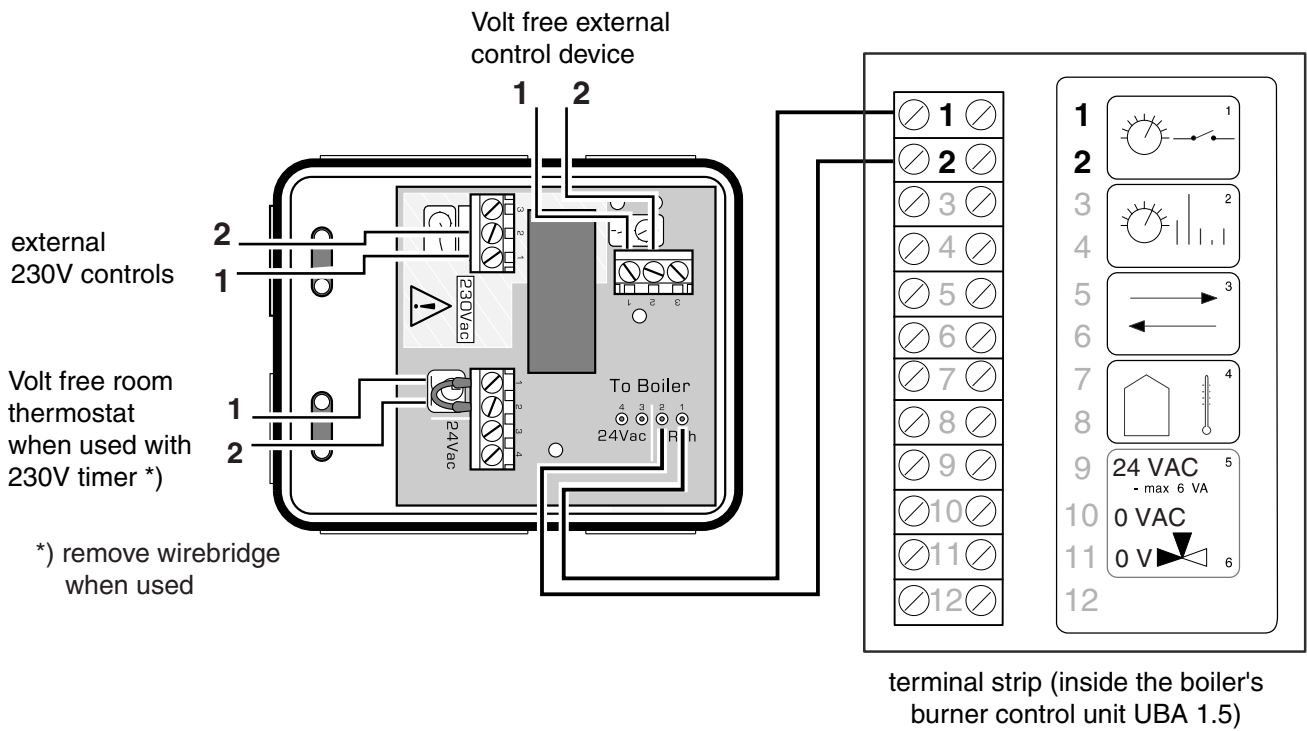 Volt free external
control device
1 2
external
230V controls
2
1
Volt free room
thermostat
when used with
230V timer *)
1
2
*) remove wirebridge
when used
3
2
1
230Vac
1 2 3
1
2
3
4
24Vac
To Boiler
4 3 2 1
24Vac
1
2
3
4
5
6
7
8
9
10
11
12
1
2
3
4
5
6
7
8
9
10
11
12
1
2
3
4
24 VAC 5
- max 6 VA
0 VAC
0 V 6
terminal strip (inside the boiler's
burner control unit UBA 1.5)